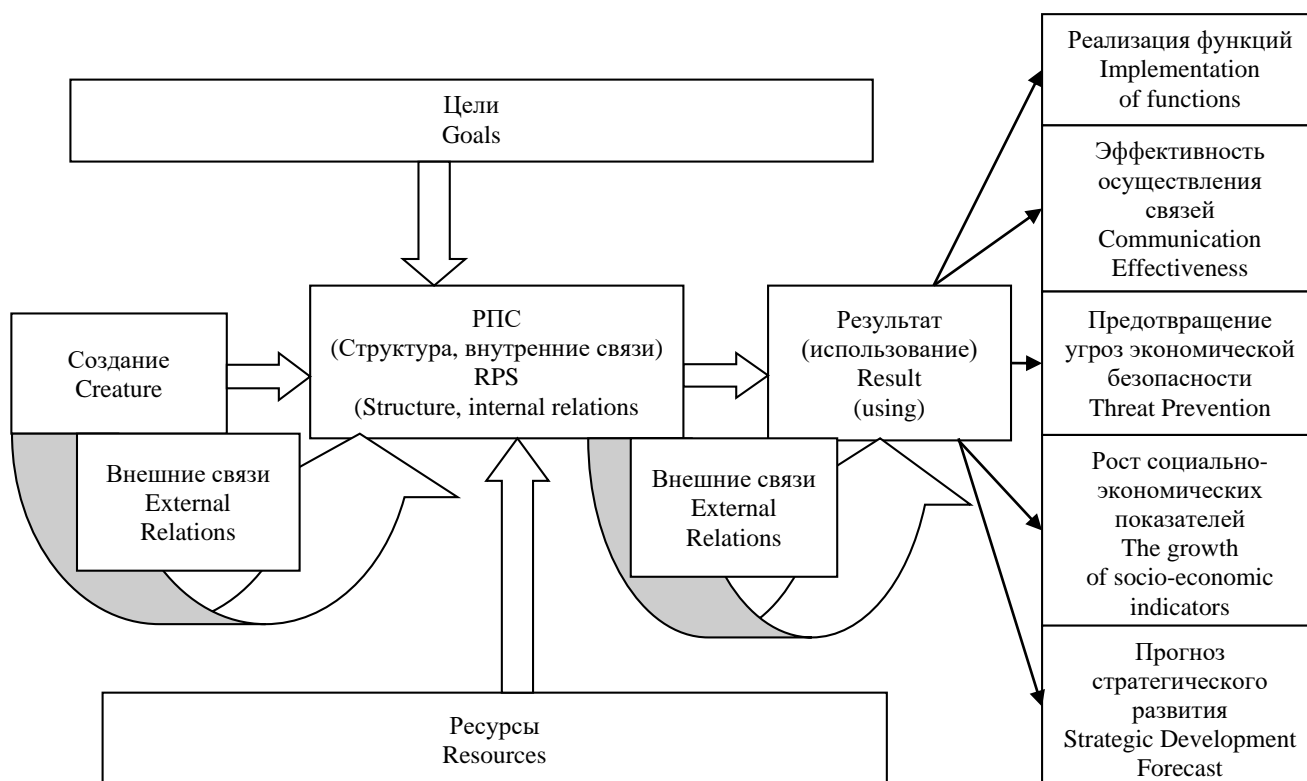 Цели
Goals
Создание
Creature
РПС
(Структура, внутренние связи)
RPS
(Structure, internal relations
Результат
(использование)
Result
(using)
Внешние связи
External
Relations
Внешние связи
External
Relations
Ресурсы
Resources
Реализация функций
Implementation
of functions
Эффективность
осуществления
связей
Communication
Effectiveness
Предотвращение
угроз экономической
безопасности
Threat Prevention
Рост социально-
экономических
показателей
The growth
of socio-economic
indicators
Прогноз
стратегического
развития
Strategic Development
Forecast